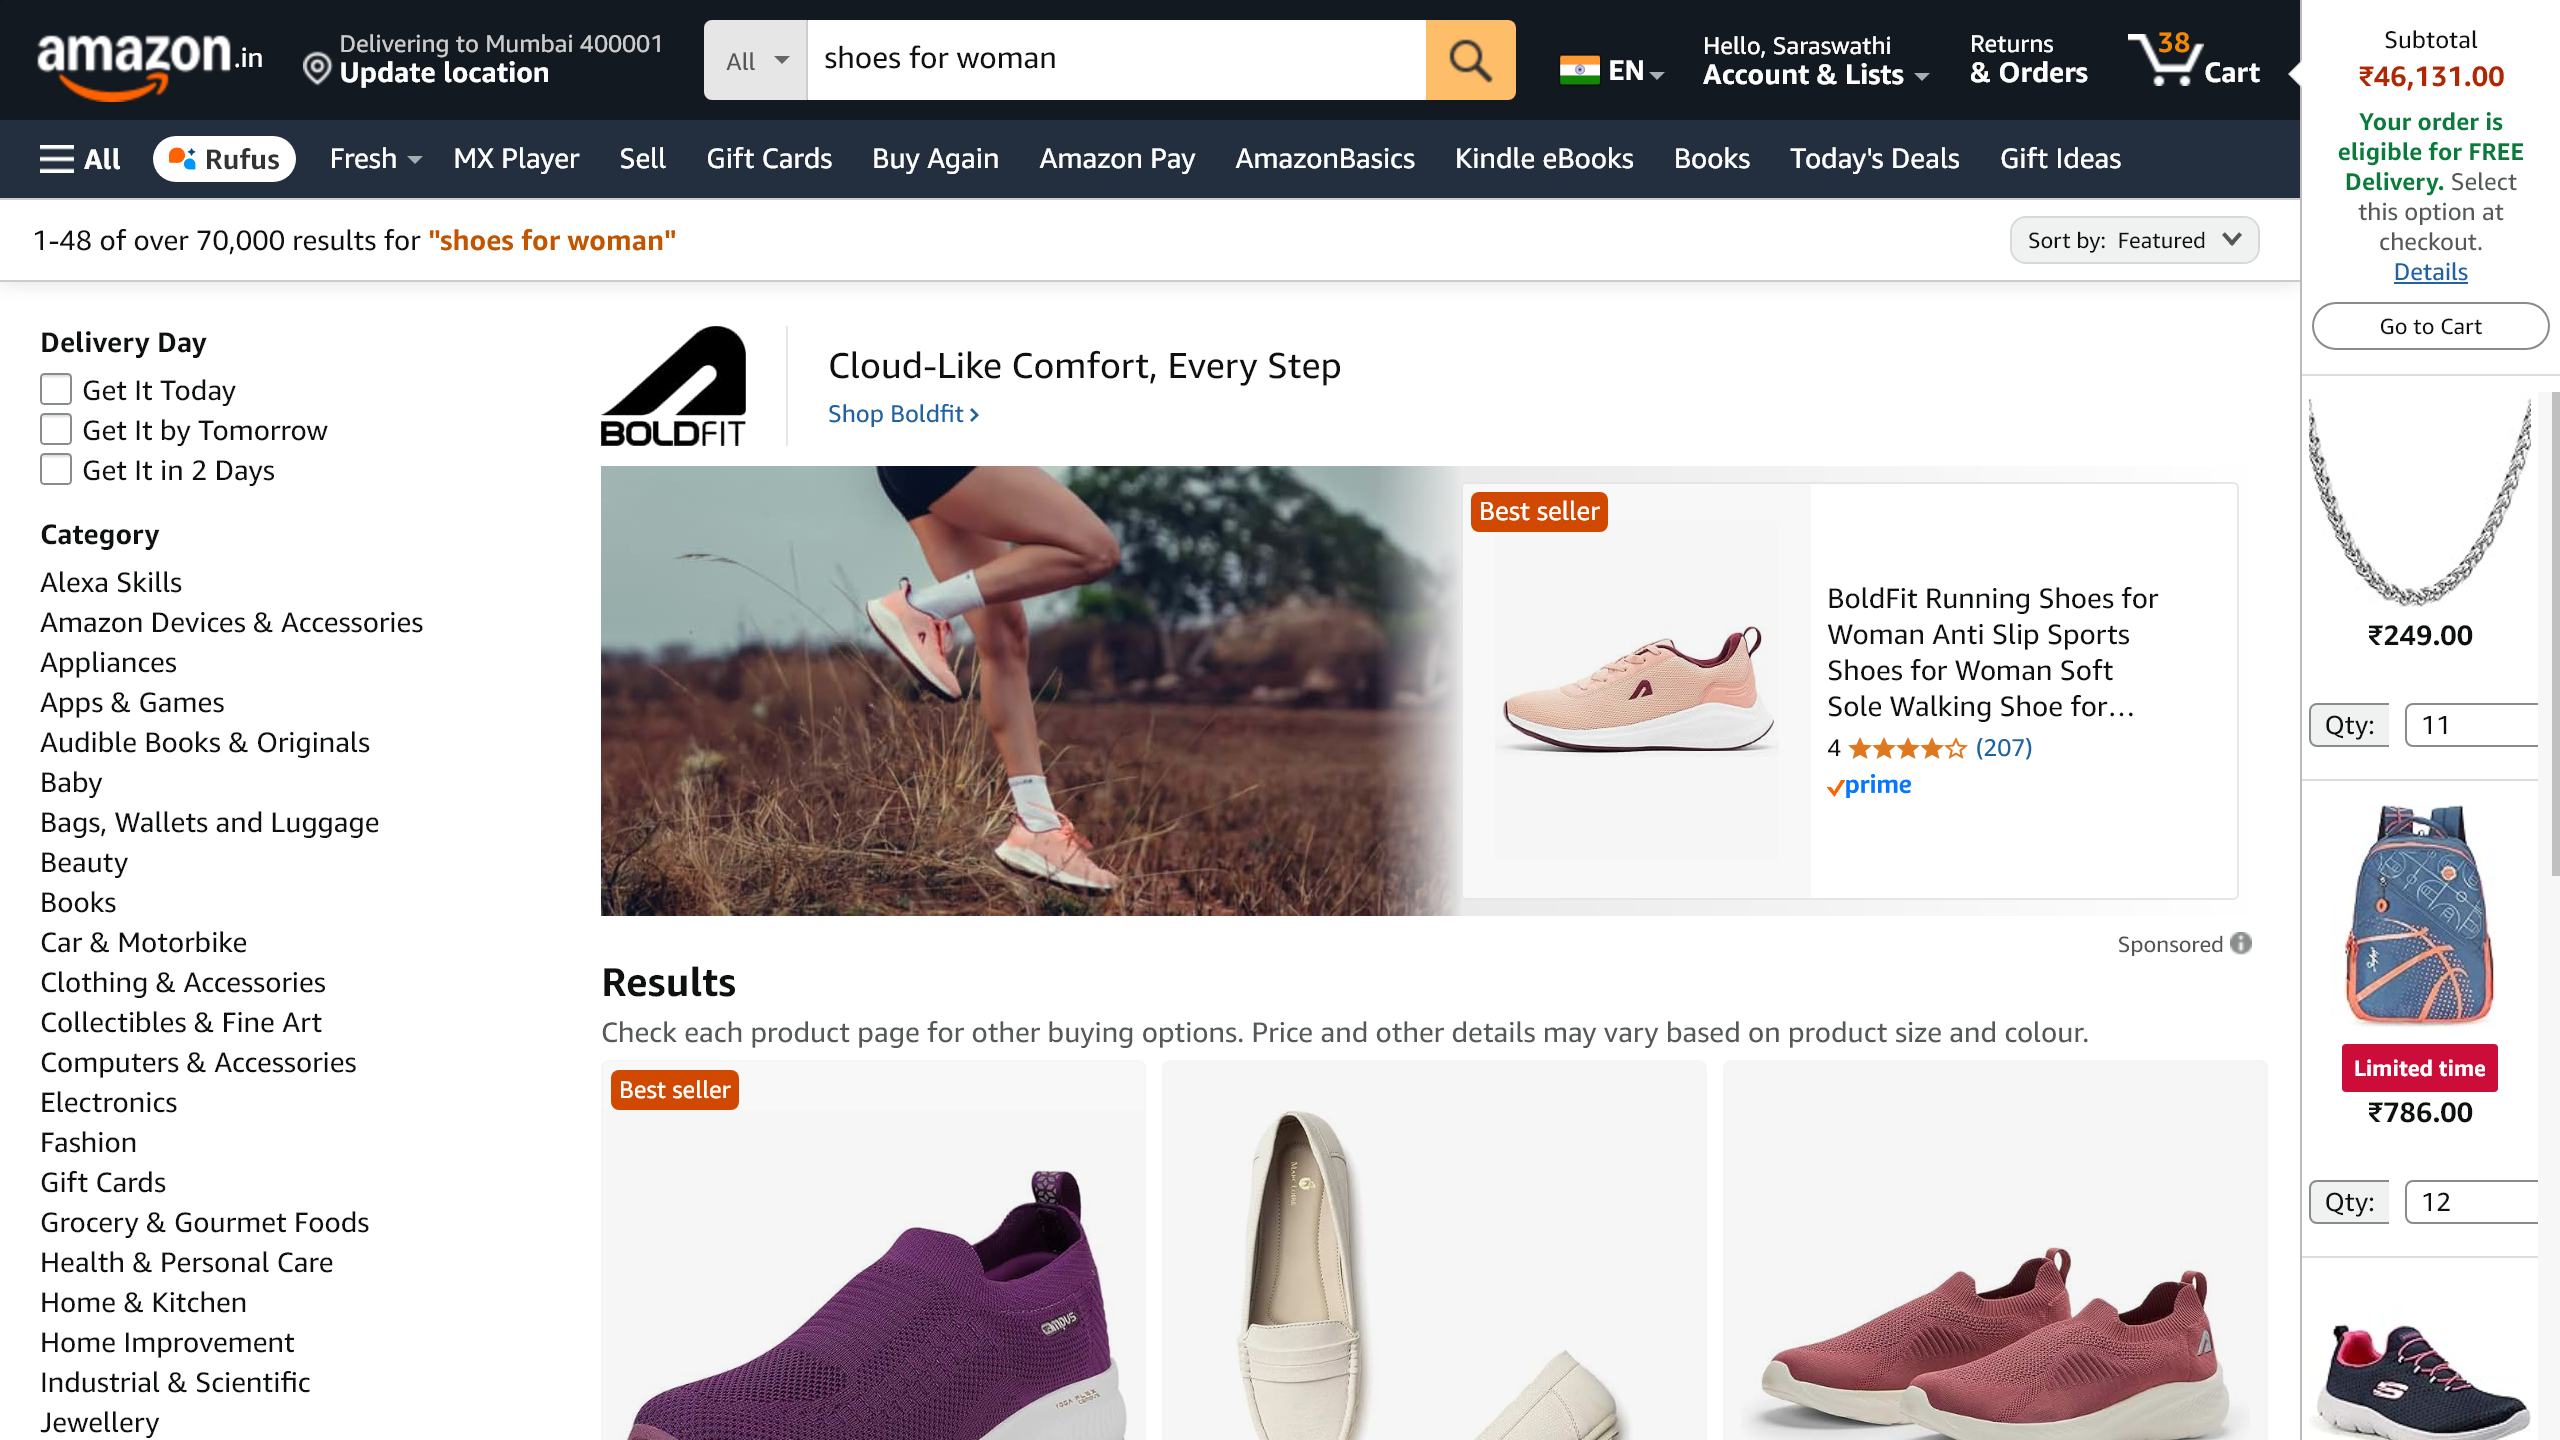 amazon.in
Delivering to Mumbai 400001
Update location
All
shoes for woman
EN
Hello, Saraswathi
Account & Lists
Returns
& Orders
38
Cart
All
Rufus
Fresh
MX Player
Sell
Gift Cards
Buy Again
Amazon Pay
AmazonBasics
Kindle eBooks
Books
Today's Deals
Gift Ideas
1-48 of over 70,000 results for "shoes for woman"
Sort by: Featured
Delivery Day
Get It Today
Get It by Tomorrow
Get It in 2 Days
Category
Alexa Skills
Amazon Devices & Accessories
Appliances
Apps & Games
Audible Books & Originals
Baby
Bags, Wallets and Luggage
Beauty
Books
Car & Motorbike
Clothing & Accessories
Collectibles & Fine Art
Computers & Accessories
Electronics
Fashion
Gift Cards
Grocery & Gourmet Foods
Health & Personal Care
Home & Kitchen
Home Improvement
Industrial & Scientific
Jewellery
BOLDFIT
Cloud-Like Comfort, Every Step
Shop Boldfit
Best seller
BoldFit Running Shoes for
Woman Anti Slip Sports
Shoes for Woman Soft
Sole Walking Shoe for...
4 (207)
prime
Sponsored
Results
Check each product page for other buying options. Price and other details may vary based on product size and colour.
Best seller
campus
YOGA FLEX
MARC LOIRE
Subtotal
₹46,131.00
Your order is
eligible for FREE
Delivery. Select
this option at
checkout.
Details
Go to Cart
₹249.00
Qty: 11
Limited time
₹786.00
Qty: 12